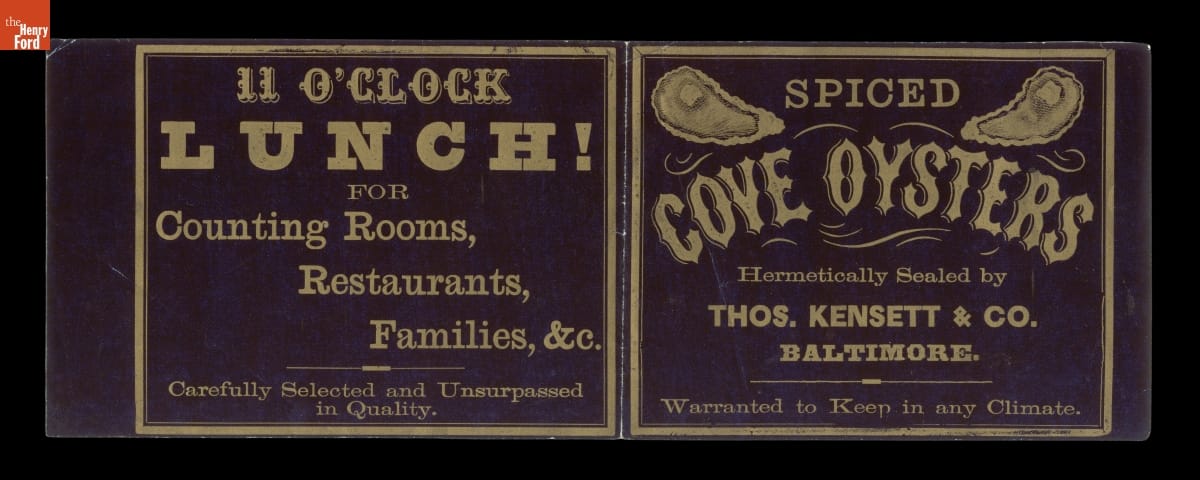 the
Henry
Ford
11 O'CLOCK
LUNCH!
FOR
Counting Rooms,
Restaurants,
Families, &c.
Carefully Selected and Unsurpassed
in Quality.
SPICED
COVE OYSTERS
Hermetically Sealed by
THOS. KENSETT & CO.
BALTIMORE.
Warranted to Keep in any Climate.